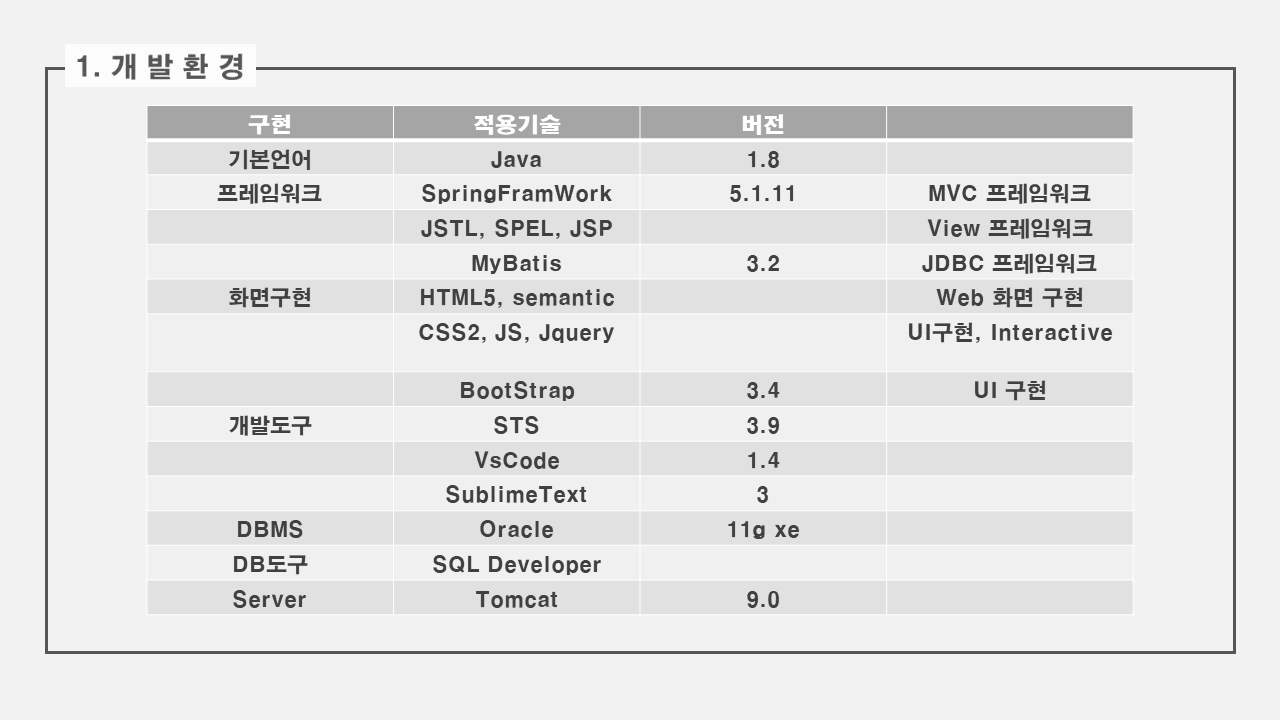 1. 개 발 환 경
구현 적용기술 버전
기본언어 Java 1.8
프레임워크 SpringFramWork 5.1.11 MVC 프레임워크
JSTL, SPEL, JSP View 프레임워크
MyBatis 3.2 JDBC 프레임워크
화면구현 HTML5, semantic Web 화면 구현
CSS2, JS, Jquery UI구현, Interactive
BootStrap 3.4 UI 구현
개발도구 STS 3.9
VsCode 1.4
SublimeText 3
DBMS Oracle 11g xe
DB도구 SQL Developer
Server Tomcat 9.0